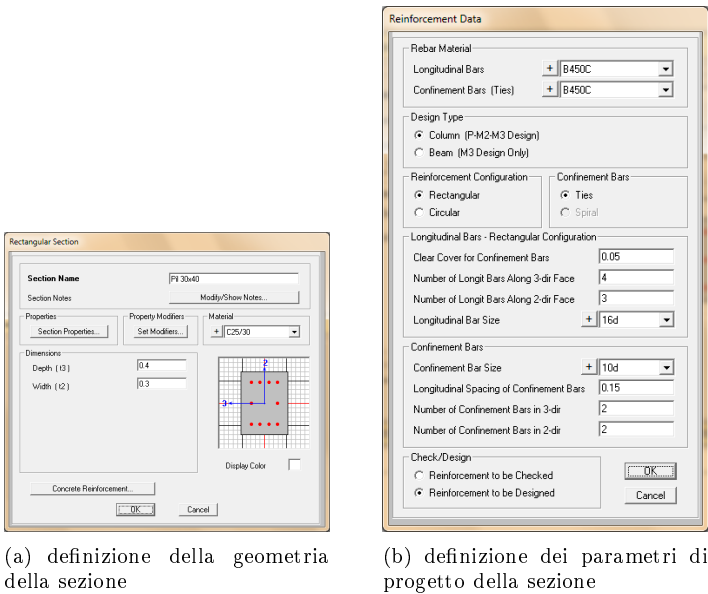 Rectangular Section
Section Name
Pil 30x40
Section Notes
Modify/Show Notes...
Properties
Section Properties...
Property Modifiers
Set Modifiers...
Material
+
C25/30
Dimensions
Depth ( t3 )
0.4
Width ( t2 )
0.3
2
3
Display Color
Concrete Reinforcement...
OK
Cancel
(a) definizione della geometria
della sezione
Reinforcement Data
Rebar Material
Longitudinal Bars
+
B450C
Confinement Bars (Ties)
+
B450C
Design Type
Column (P-M2-M3 Design)
Beam (M3 Design Only)
Reinforcement Configuration
Rectangular
Circular
Confinement Bars
Ties
Spiral
Longitudinal Bars - Rectangular Configuration
Clear Cover for Confinement Bars
0.05
Number of Longit Bars Along 3-dir Face
4
Number of Longit Bars Along 2-dir Face
3
Longitudinal Bar Size
+
16d
Confinement Bars
Confinement Bar Size
+
10d
Longitudinal Spacing of Confinement Bars
0.15
Number of Confinement Bars in 3-dir
2
Number of Confinement Bars in 2-dir
2
Check/Design
Reinforcement to be Checked
Reinforcement to be Designed
OK
Cancel
(b) definizione dei parametri di
progetto della sezione